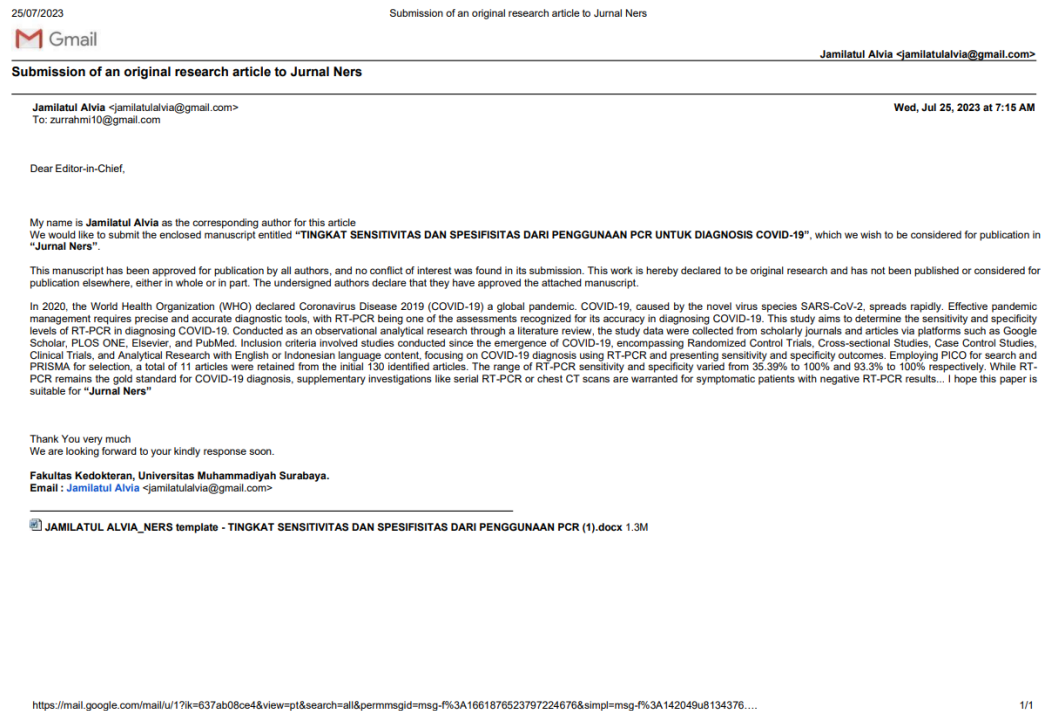 25/07/2023 Submission of an original research article to Jurnal Ners
Gmail
Jamilatul Alvia <jamilatulalvia@gmail.com>
Submission of an original research article to Jurnal Ners
Jamilatul Alvia <jamilatulalvia@gmail.com> Wed, Jul 25, 2023 at 7:15 AM
To: zurrahmi10@gmail.com
Dear Editor-in-Chief,
My name is Jamilatul Alvia as the corresponding author for this article
We would like to submit the enclosed manuscript entitled “TINGKAT SENSITIVITAS DAN SPESIFISITAS DARI PENGGUNAAN PCR UNTUK DIAGNOSIS COVID-19”, which we wish to be considered for publication in
“Jurnal Ners”.
This manuscript has been approved for publication by all authors, and no conflict of interest was found in its submission. This work is hereby declared to be original research and has not been published or considered for
publication elsewhere, either in whole or in part. The undersigned authors declare that they have approved the attached manuscript.
In 2020, the World Health Organization (WHO) declared Coronavirus Disease 2019 (COVID-19) a global pandemic. COVID-19, caused by the novel virus species SARS-CoV-2, spreads rapidly. Effective pandemic
management requires precise and accurate diagnostic tools, with RT-PCR being one of the assessments recognized for its accuracy in diagnosing COVID-19. This study aims to determine the sensitivity and specificity
levels of RT-PCR in diagnosing COVID-19. Conducted as an observational analytical research through a literature review, the study data were collected from scholarly journals and articles via platforms such as Google
Scholar, PLOS ONE, Elsevier, and PubMed. Inclusion criteria involved studies conducted since the emergence of COVID-19, encompassing Randomized Control Trials, Cross-sectional Studies, Case Control Studies,
Clinical Trials, and Analytical Research with English or Indonesian language content, focusing on COVID-19 diagnosis using RT-PCR and presenting sensitivity and specificity outcomes. Employing PICO for search and
PRISMA for selection, a total of 11 articles were retained from the initial 130 identified articles. The range of RT-PCR sensitivity and specificity varied from 35.39% to 100% and 93.3% to 100% respectively. While RT-
PCR remains the gold standard for COVID-19 diagnosis, supplementary investigations like serial RT-PCR or chest CT scans are warranted for symptomatic patients with negative RT-PCR results... I hope this paper is
suitable for “Jurnal Ners”
Thank You very much
We are looking forward to your kindly response soon.
Fakultas Kedokteran, Universitas Muhammadiyah Surabaya.
Email : Jamilatul Alvia <jamilatulalvia@gmail.com>
JAMILATUL ALVIA_NERS template - TINGKAT SENSITIVITAS DAN SPESIFISITAS DARI PENGGUNAAN PCR (1).docx 1.3M
https://mail.google.com/mail/u/1?ik=637ab08ce4&view=pt&search=all&permmsgid=msg-f%3A1661876523797224676&simpl=msg-f%3A142049u8134376.… 1/1